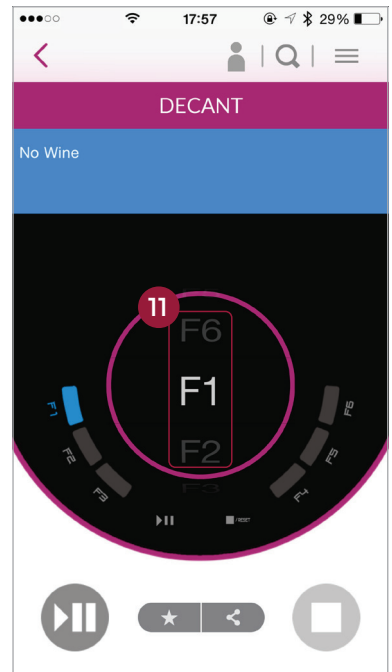 17:57 29%
DECANT
No Wine
11
F6
F1
F2
F3
F1 F6
F2 F5
F3 F4
/RESET